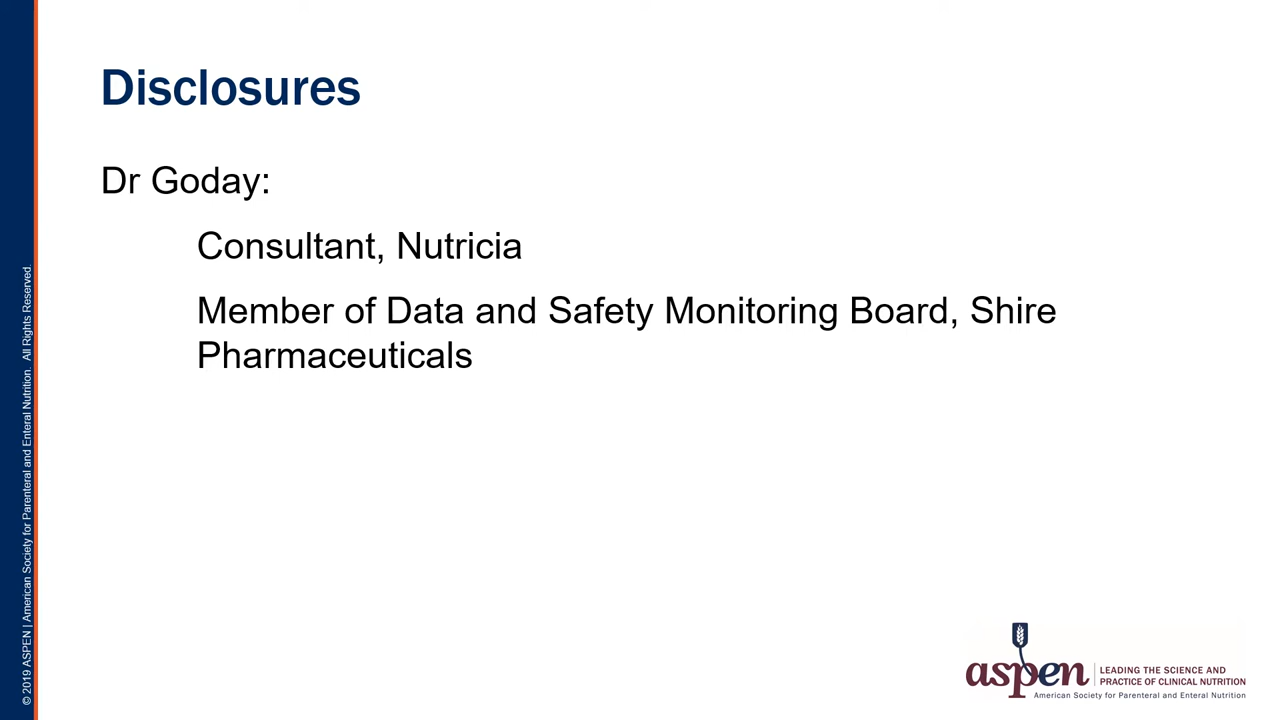 Disclosures
Dr Goday:
Consultant, Nutricia
Member of Data and Safety Monitoring Board, Shire
Pharmaceuticals
© 2019 ASPEN | American Society for Parenteral and Enteral Nutrition. All Rights Reserved.
aspen
LEADING THE SCIENCE AND
PRACTICE OF CLINICAL NUTRITION
American Society for Parenteral and Enteral Nutrition